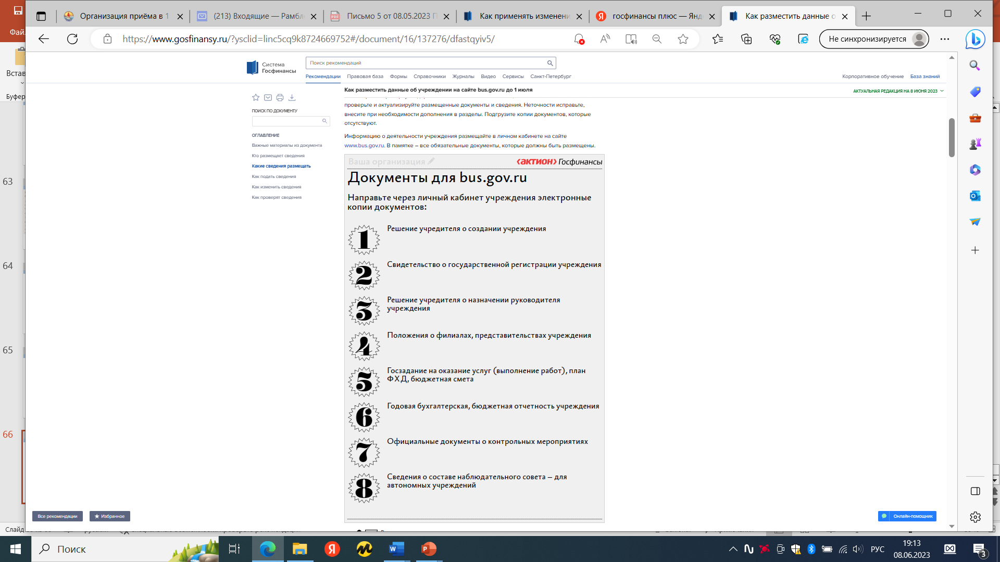 Организация приёма в 1
(213) Входящие — Рамбл
Письмо 5 от 08.05.2023 П
Как применять изменени
госфинансы плюс — Янд
Как разместить данные о
https://www.gosfinansy.ru/?ysclid=linc5cq9k8724669752#/document/16/137276/dfastqyiv5/
Не синхронизируется
Фай
Встав
Буфер
63
64
65
66
Система
Госфинансы
Поиск рекомендаций
Рекомендации Правовая база Формы Справочники Журналы Видео Сервисы Санкт-Петербург
Корпоративное обучение База знаний
Как разместить данные об учреждении на сайте bus.gov.ru до 1 июля
АКТУАЛЬНАЯ РЕДАКЦИЯ НА 8 ИЮНЯ 2023
ПОИСК ПО ДОКУМЕНТУ
ОГЛАВЛЕНИЕ
Важные материалы из документа
Кто размещает сведения
Какие сведения размещать
Как подать сведения
Как изменить сведения
Как проверят сведения
проверьте и актуализируйте размещенные документы и сведения. Неточности исправьте,
внесите при необходимости дополнения в разделы. Подгрузите копии документов, которые
отсутствуют.
Информацию о деятельности учреждения размещайте в личном кабинете на сайте
www.bus.gov.ru. В памятке – все обязательные документы, которые должны быть размещены.
Ваша организация
‹актион› Госфинансы
Документы для bus.gov.ru
Направьте через личный кабинет учреждения электронные
копии документов:
1
Решение учредителя о создании учреждения
2
Свидетельство о государственной регистрации учреждения
3
Решение учредителя о назначении руководителя
учреждения
4
Положения о филиалах, представительствах учреждения
5
Госзадание на оказание услуг (выполнение работ), план
ФХД, бюджетная смета
6
Годовая бухгалтерская, бюджетная отчетность учреждения
7
Официальные документы о контрольных мероприятиях
8
Сведения о составе наблюдательного совета – для
автономных учреждений
Все рекомендации
Избранное
Онлайн-помощник
Слайд
Поиск
РУС
19:13
08.06.2023
3